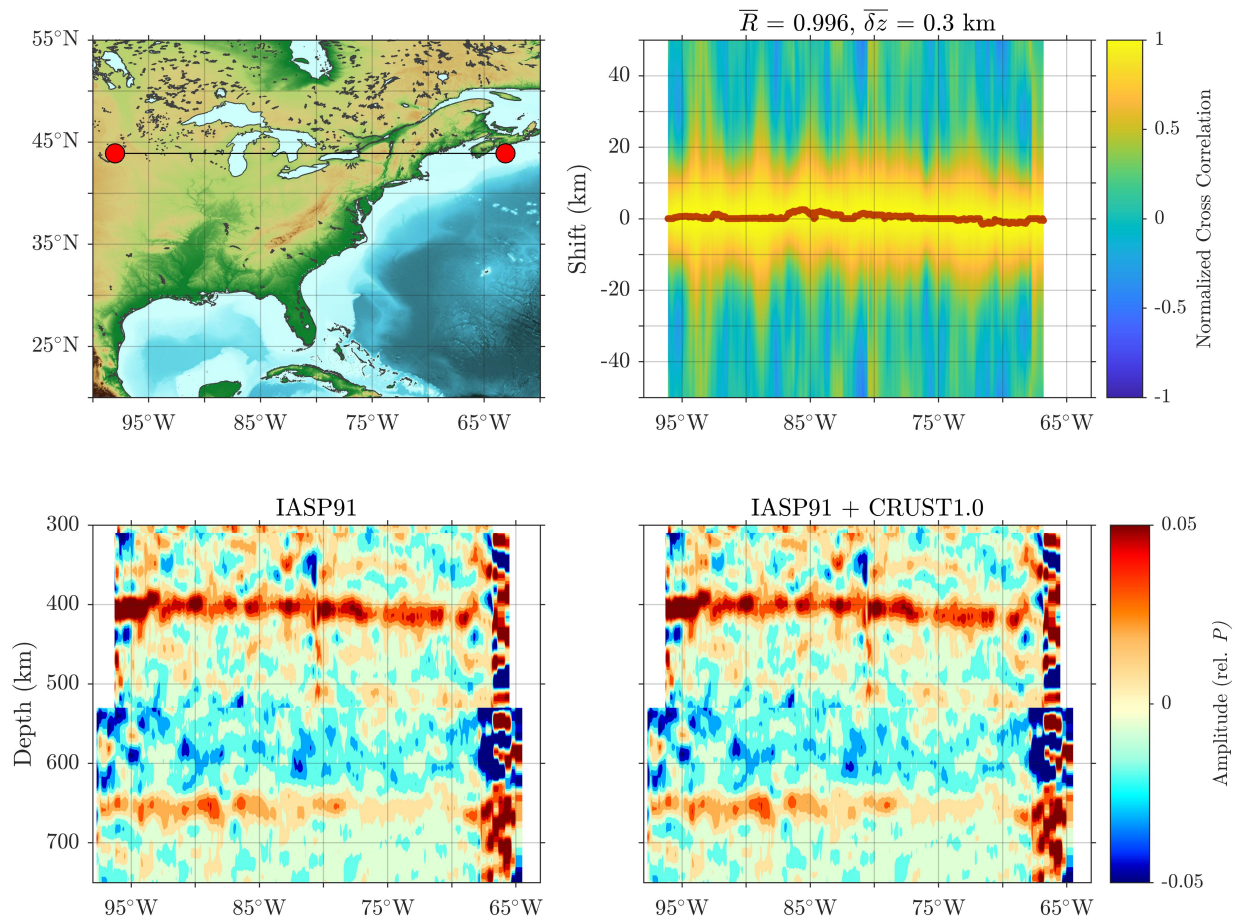 55°N
45°N
35°N
25°N
95°W
85°W
75°W
65°W
R̅ = 0.996, δz̅ = 0.3 km
Shift (km)
40
20
0
-20
-40
95°W
85°W
75°W
65°W
1
0.5
0
-0.5
-1
Normalized Cross Correlation
IASP91
Depth (km)
300
400
500
600
700
95°W
85°W
75°W
65°W
IASP91 + CRUST1.0
95°W
85°W
75°W
65°W
0.05
0
-0.05
Amplitude (rel. P)